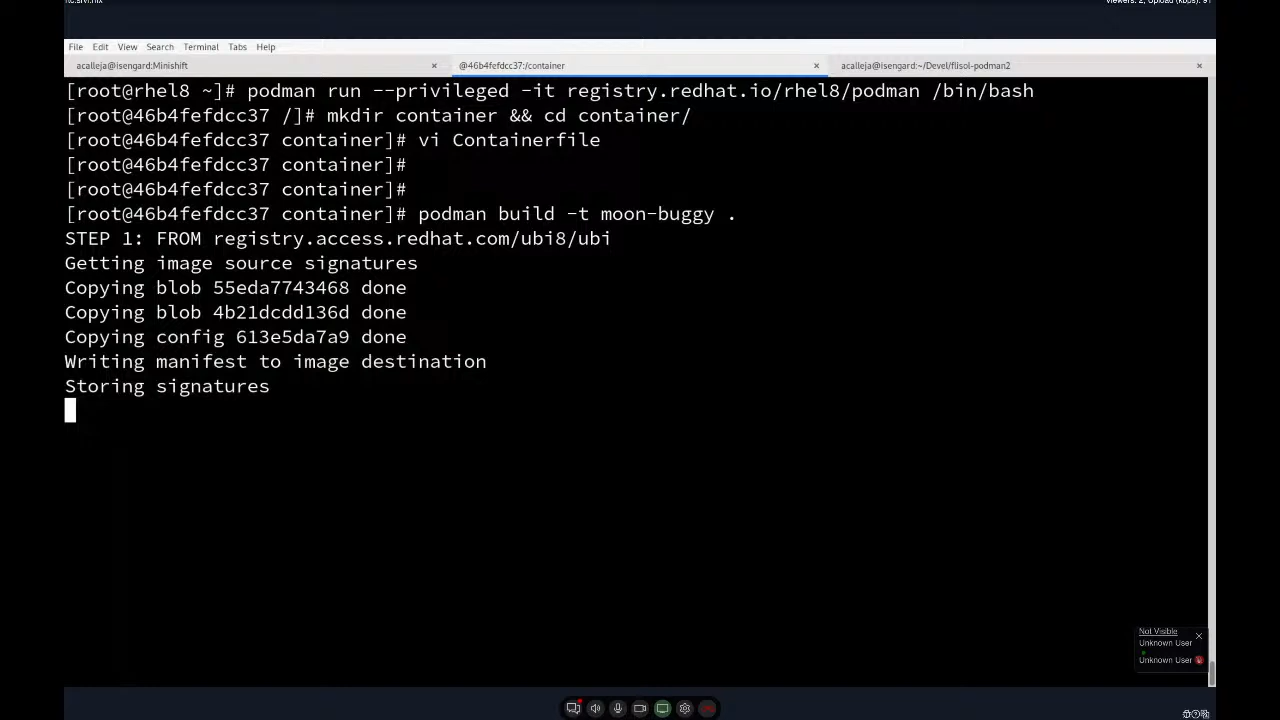 File Edit View Search Terminal Tabs Help
acalleja@isengard:Minishift × @46b4fefdcc37:/container × acalleja@isengard:~/Devel/flisol-podman2 ×
[root@rhel8 ~]# podman run --privileged -it registry.redhat.io/rhel8/podman /bin/bash
[root@46b4fefdcc37 /]# mkdir container && cd container/
[root@46b4fefdcc37 container]# vi Containerfile
[root@46b4fefdcc37 container]#
[root@46b4fefdcc37 container]#
[root@46b4fefdcc37 container]# podman build -t moon-buggy .
STEP 1: FROM registry.access.redhat.com/ubi8/ubi
Getting image source signatures
Copying blob 55eda7743468 done
Copying blob 4b21dcdd136d done
Copying config 613e5da7a9 done
Writing manifest to image destination
Storing signatures
Not Visible
Unknown User
Unknown User